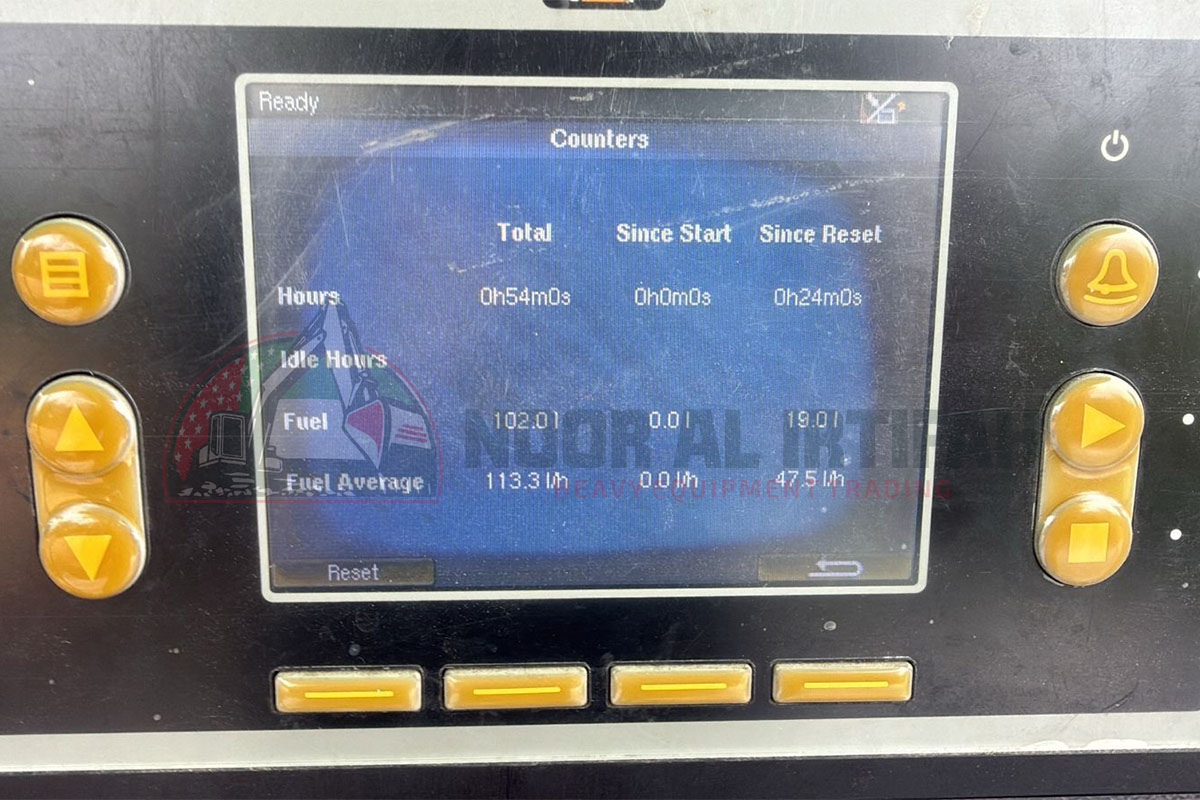 Ready
Counters
Total Since Start Since Reset
Hours 0h54m0s 0h0m0s 0h24m0s
Idle Hours
Fuel 102.0 l 0.0 l 19.0 l
NOOR AL IRTIFAH
Fuel Average 113.3 l/h 0.0 l/h 47.5 l/h
HEAVY EQUIPMENT TRADING
Reset